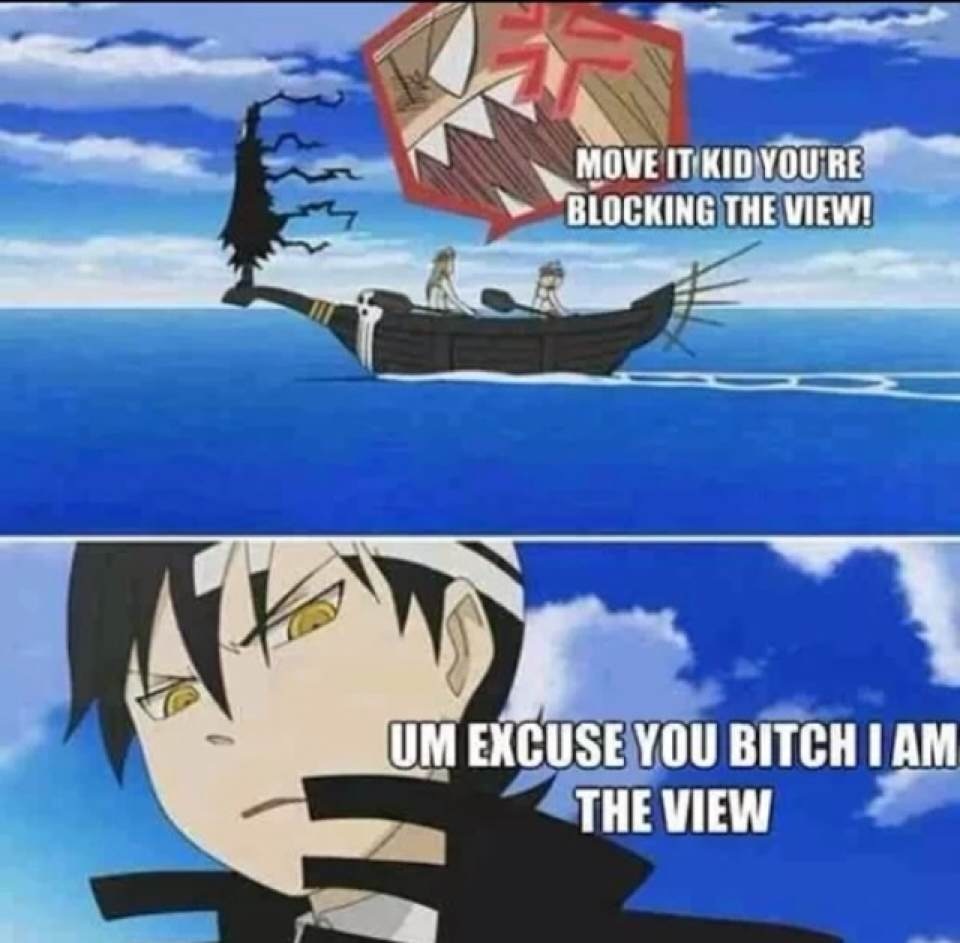 MOVE IT KID YOU'RE
BLOCKING THE VIEW!
UM EXCUSE YOU BITCH I AM
THE VIEW